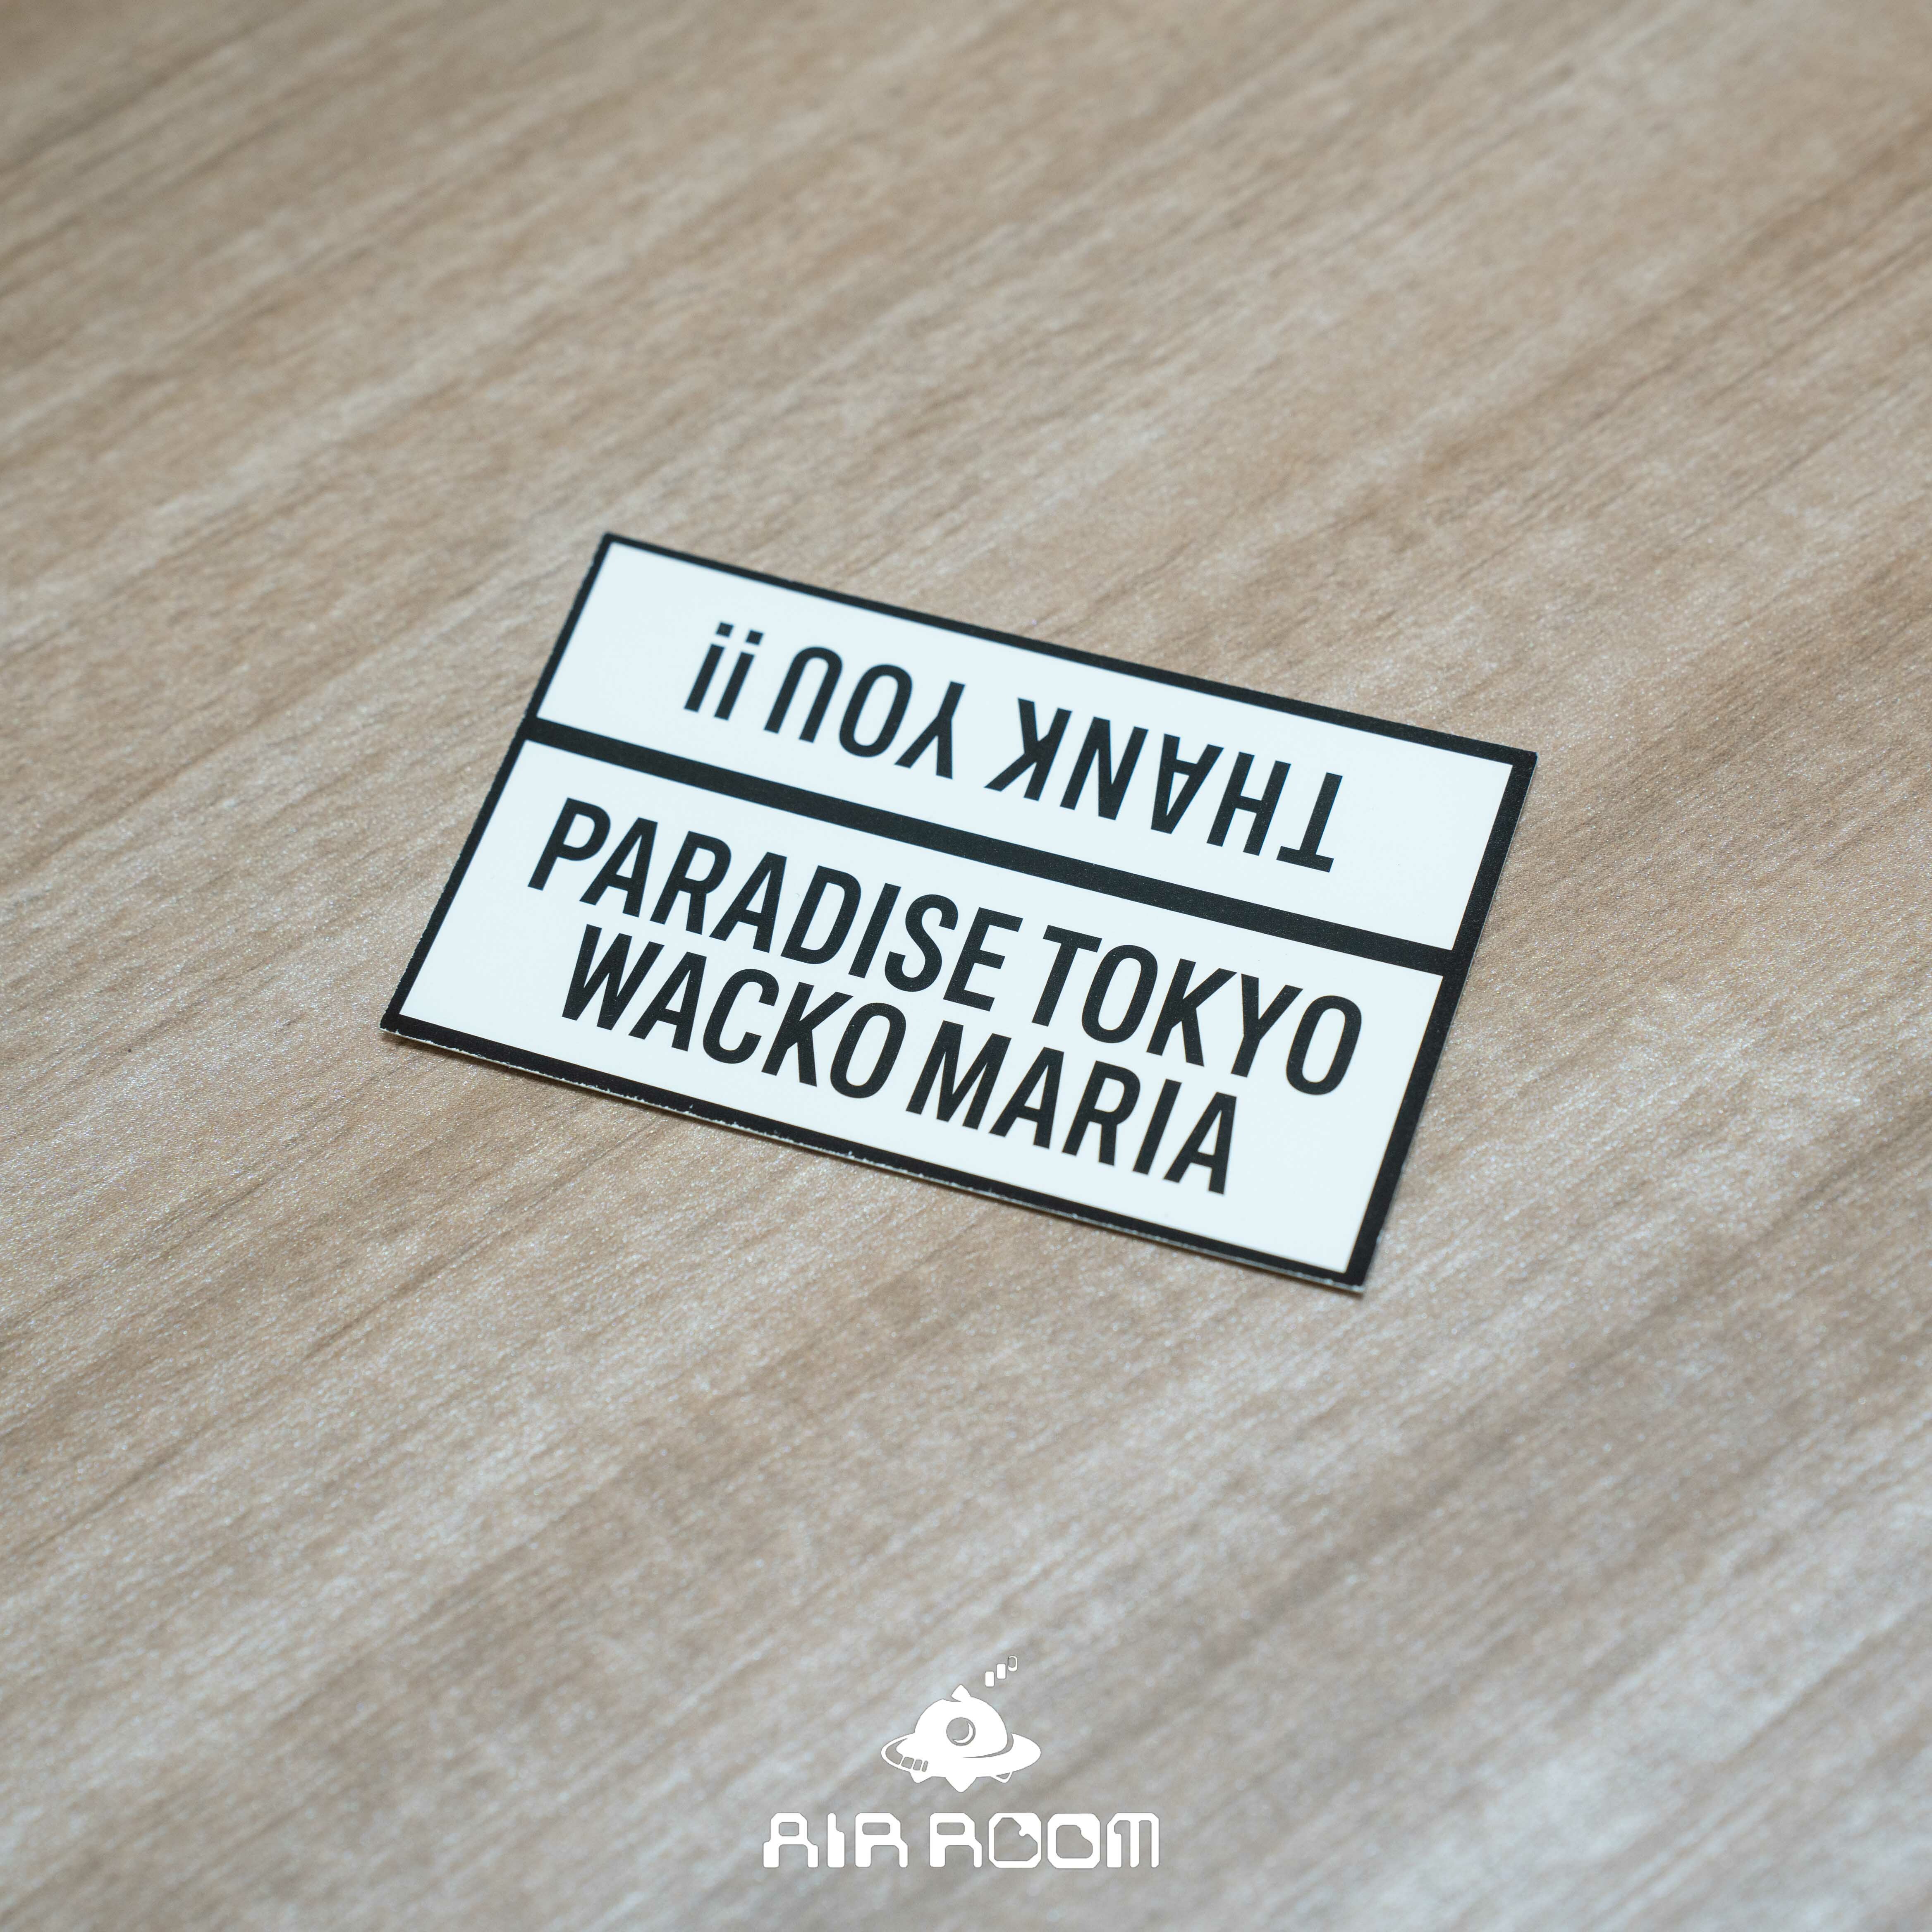 THANK YOU !!
PARADISE TOKYO
WACKO MARIA
AIR ROOM